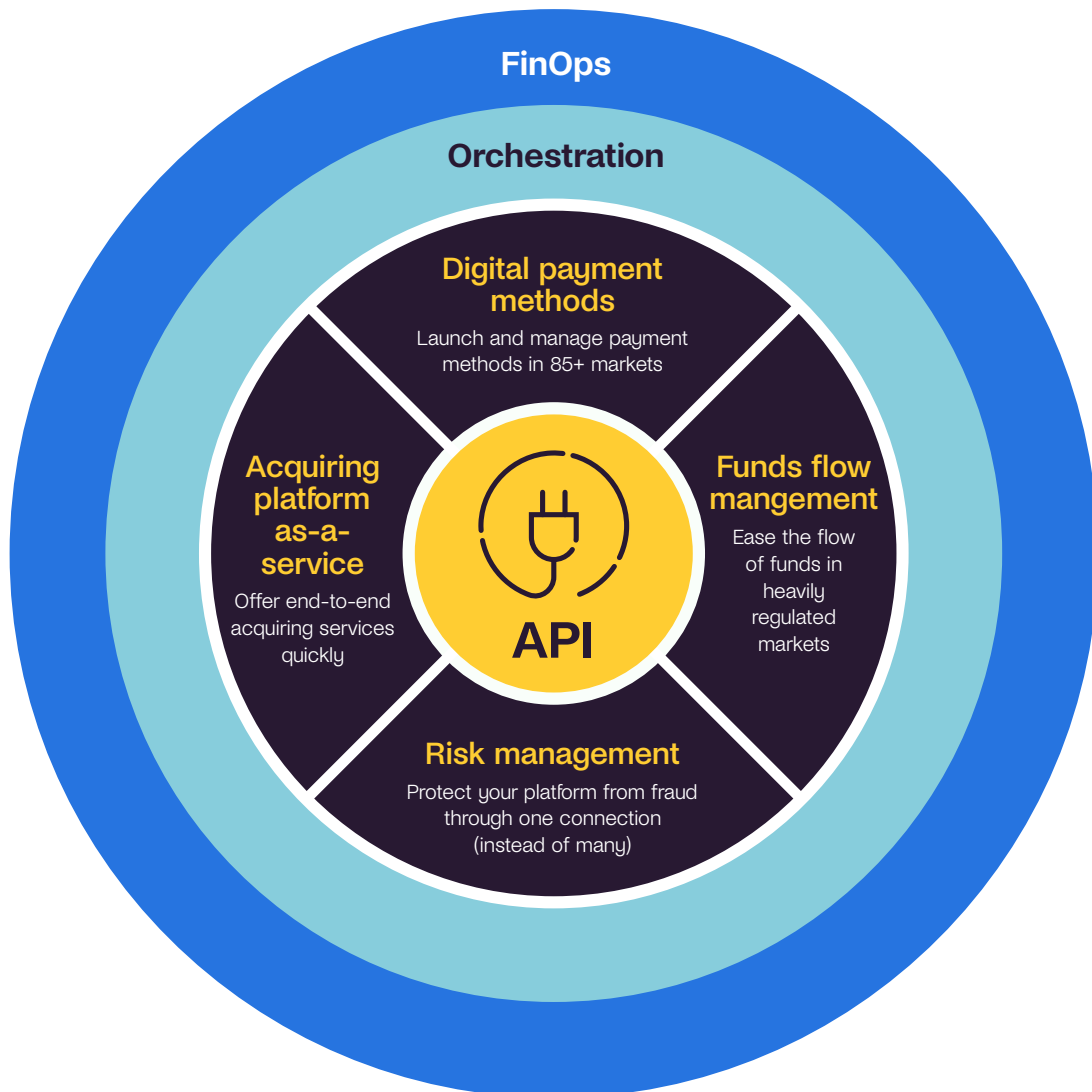 FinOps
Orchestration
Digital payment
methods
Launch and manage payment
methods in 85+ markets
Acquiring
platform
as-a-
service
Offer end-to-end
acquiring services
quickly
API
Funds flow
mangement
Ease the flow
of funds in
heavily
regulated
markets
Risk management
Protect your platform from fraud
through one connection
(instead of many)